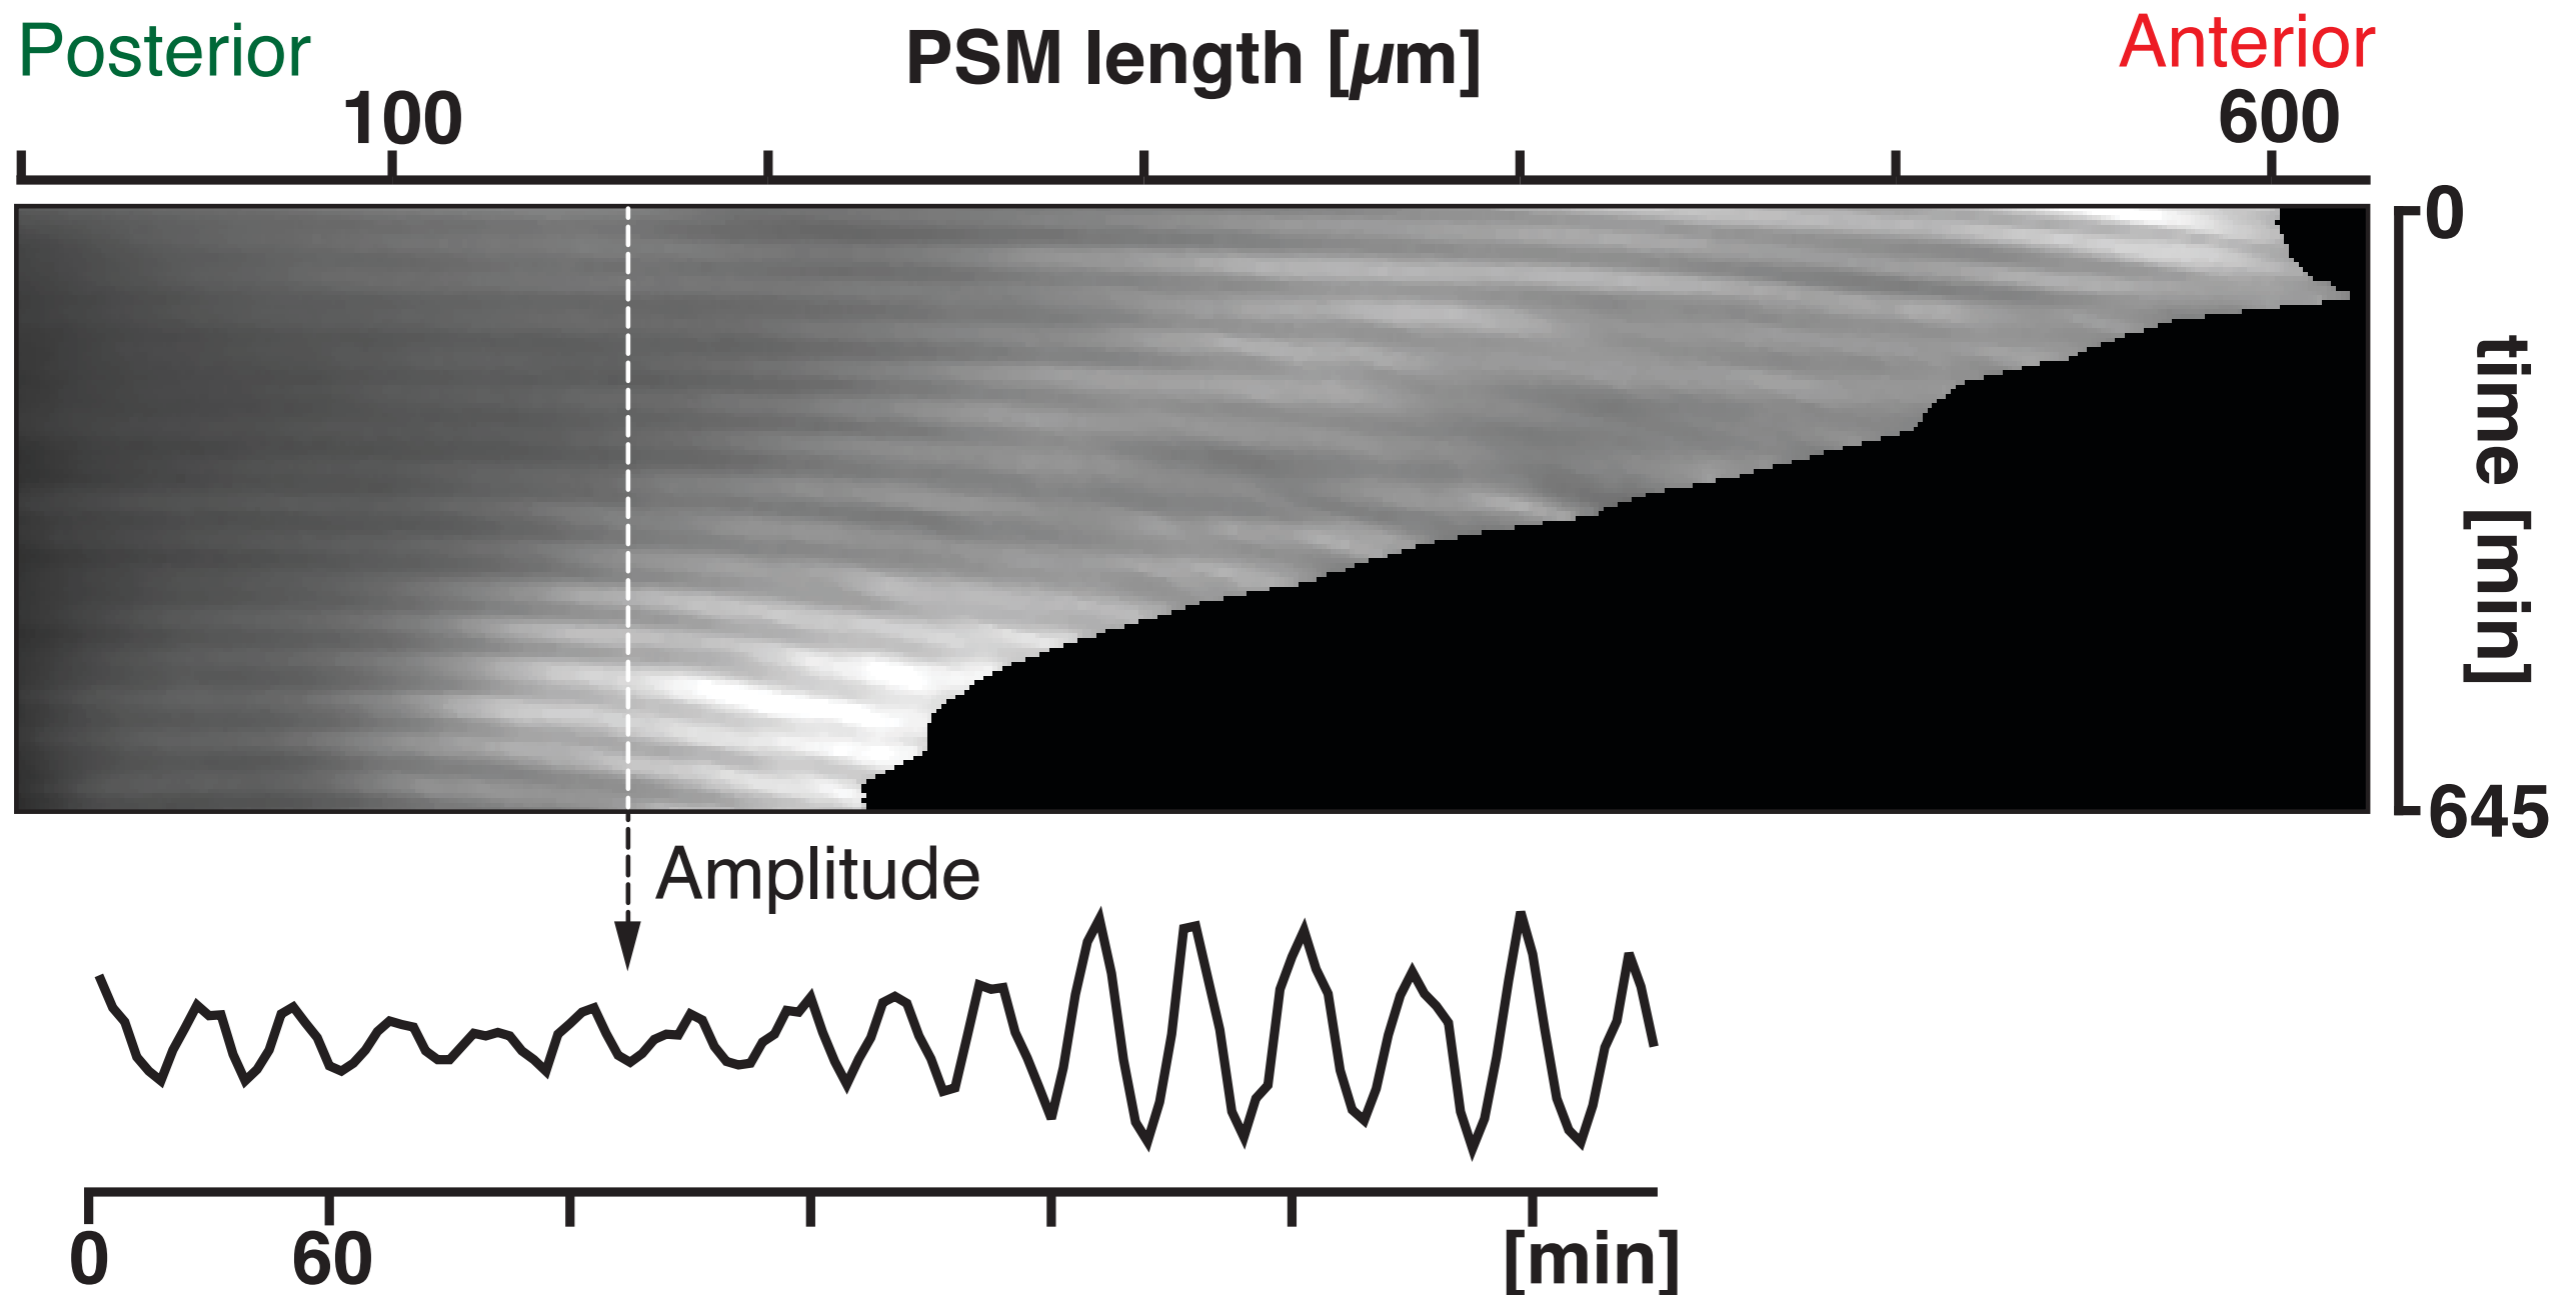 Posterior
PSM length [μm]
Anterior
100
600
0
time [min]
645
Amplitude
0
60
[min]